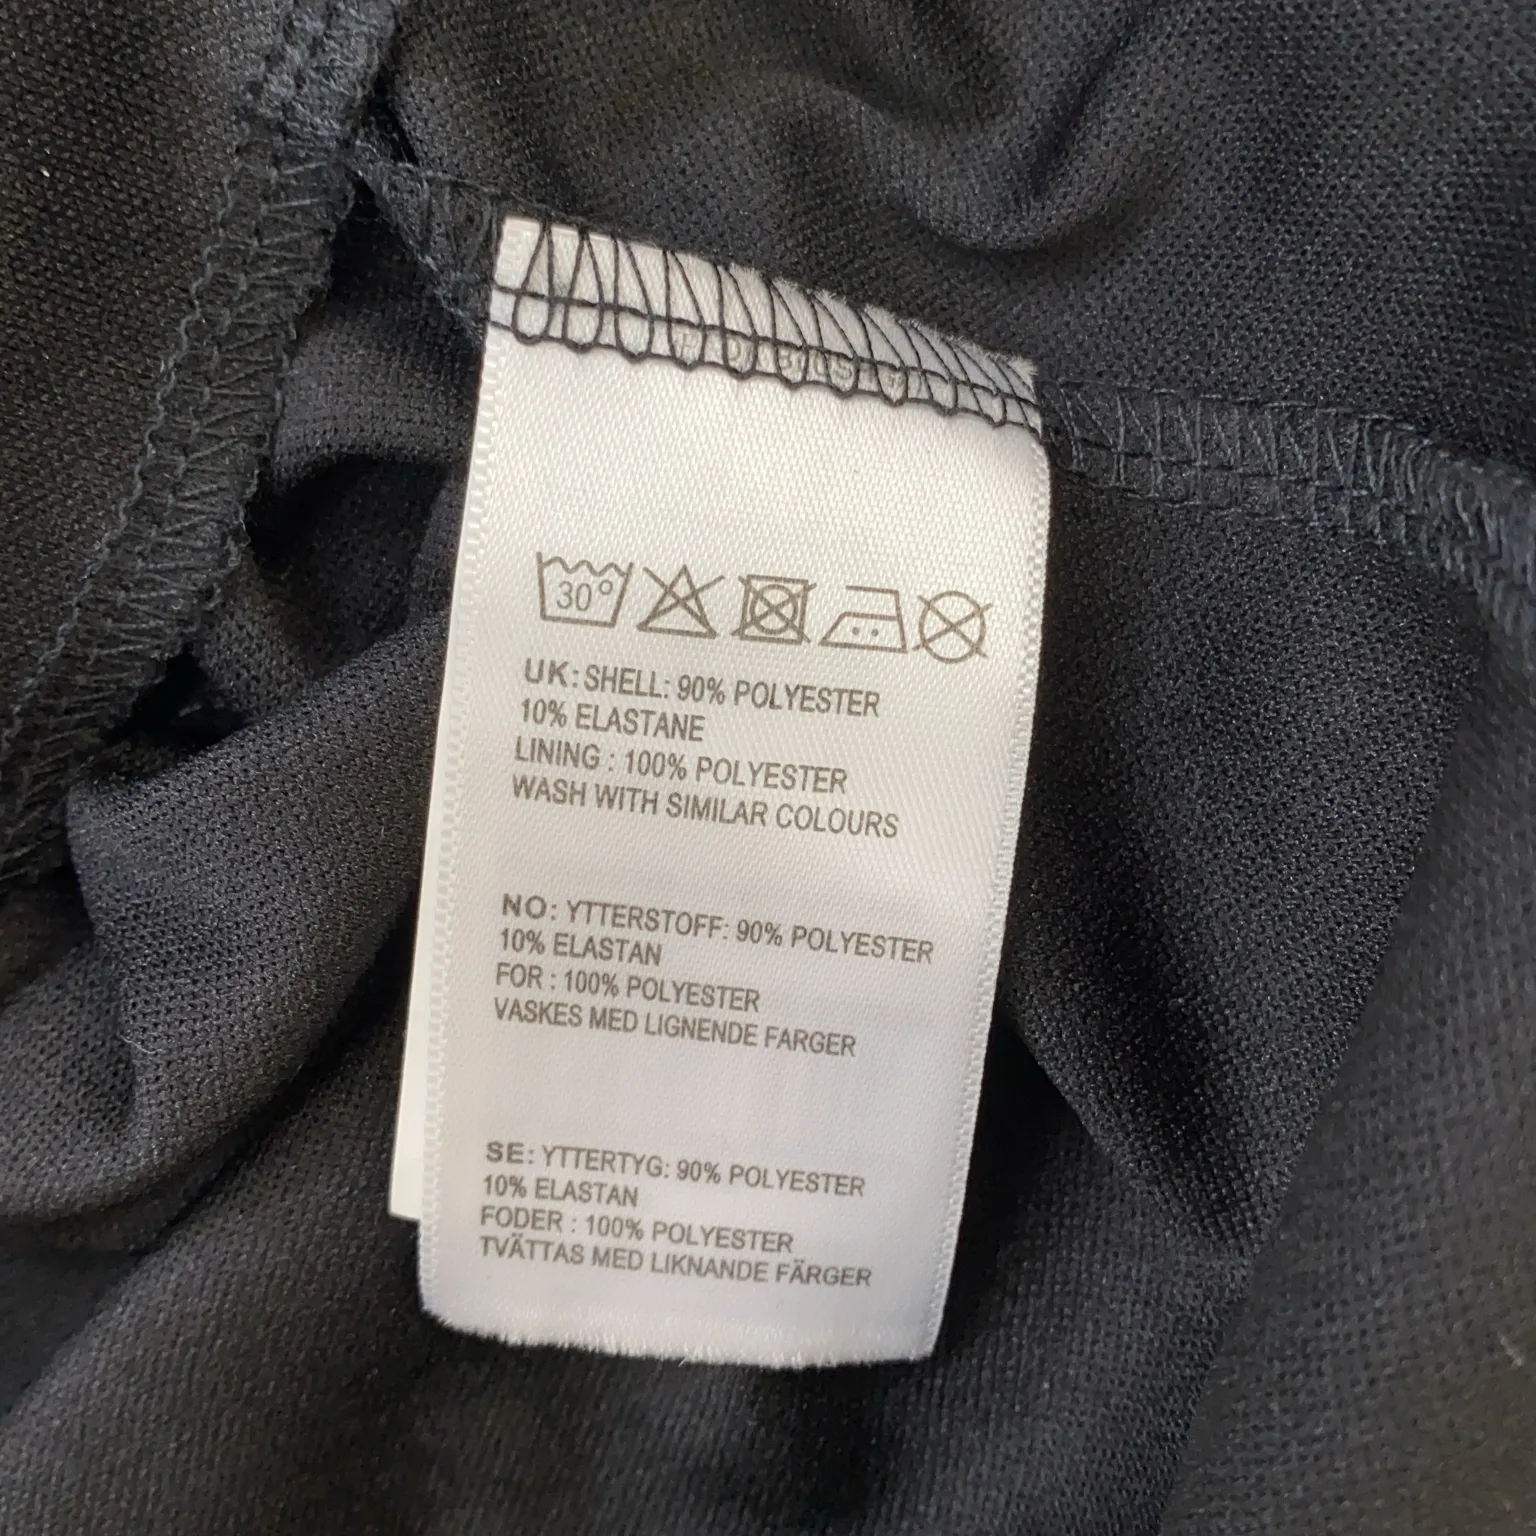 30°
UK: SHELL: 90% POLYESTER
10% ELASTANE
LINING : 100% POLYESTER
WASH WITH SIMILAR COLOURS
NO: YTTERSTOFF: 90% POLYESTER
10% ELASTAN
FOR : 100% POLYESTER
VASKES MED LIGNENDE FARGER
SE: YTTERTYG: 90% POLYESTER
10% ELASTAN
FODER : 100% POLYESTER
TVÄTTAS MED LIKNANDE FÄRGER